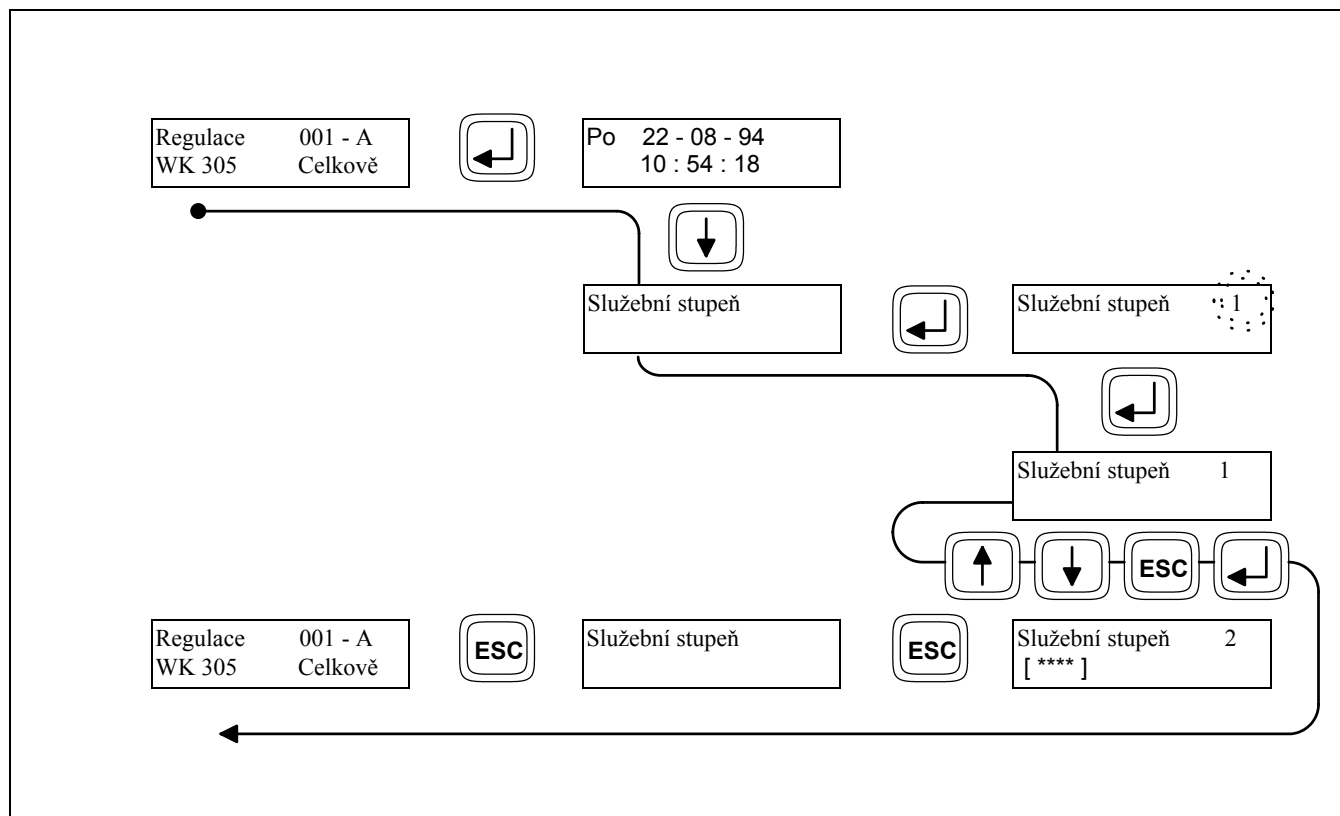 Regulace 001 - A
WK 305 Celkově
Po 22 - 08 - 94
10 : 54 : 18
Služební stupeň
Služební stupeň 1
Služební stupeň 1
ESC
Regulace 001 - A
WK 305 Celkově
ESC
Služební stupeň
ESC
Služební stupeň 2
[ **** ]